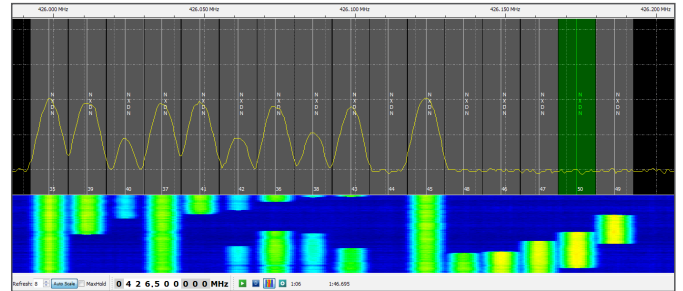 426.000 MHz 426.050 MHz 426.100 MHz 426.150 MHz 426.200 MHz
NXDN NXDN NXDN NXDN NXDN NXDN NXDN NXDN NXDN NXDN NXDN NXDN NXDN NXDN NXDN NXDN
35 39 40 37 41 42 36 38 43 44 45 48 46 47 50 49
Refresh: 8 Auto Scale MaxHold 0 4 2 6. 5 0 0 0 0 0 MHz 1:06 1:46.695